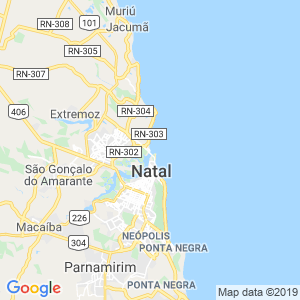 Muriú
RN-308
101
Jacumã
RN-305
RN-307
RN-304
406
Extremoz
RN-303
RN-302
São Gonçalo
do Amarante
Natal
226
Macaíba
304
NEÓPOLIS
PONTA NEGRA
Parnamirim
PONTA NEGRA
Google
Map data ©2019